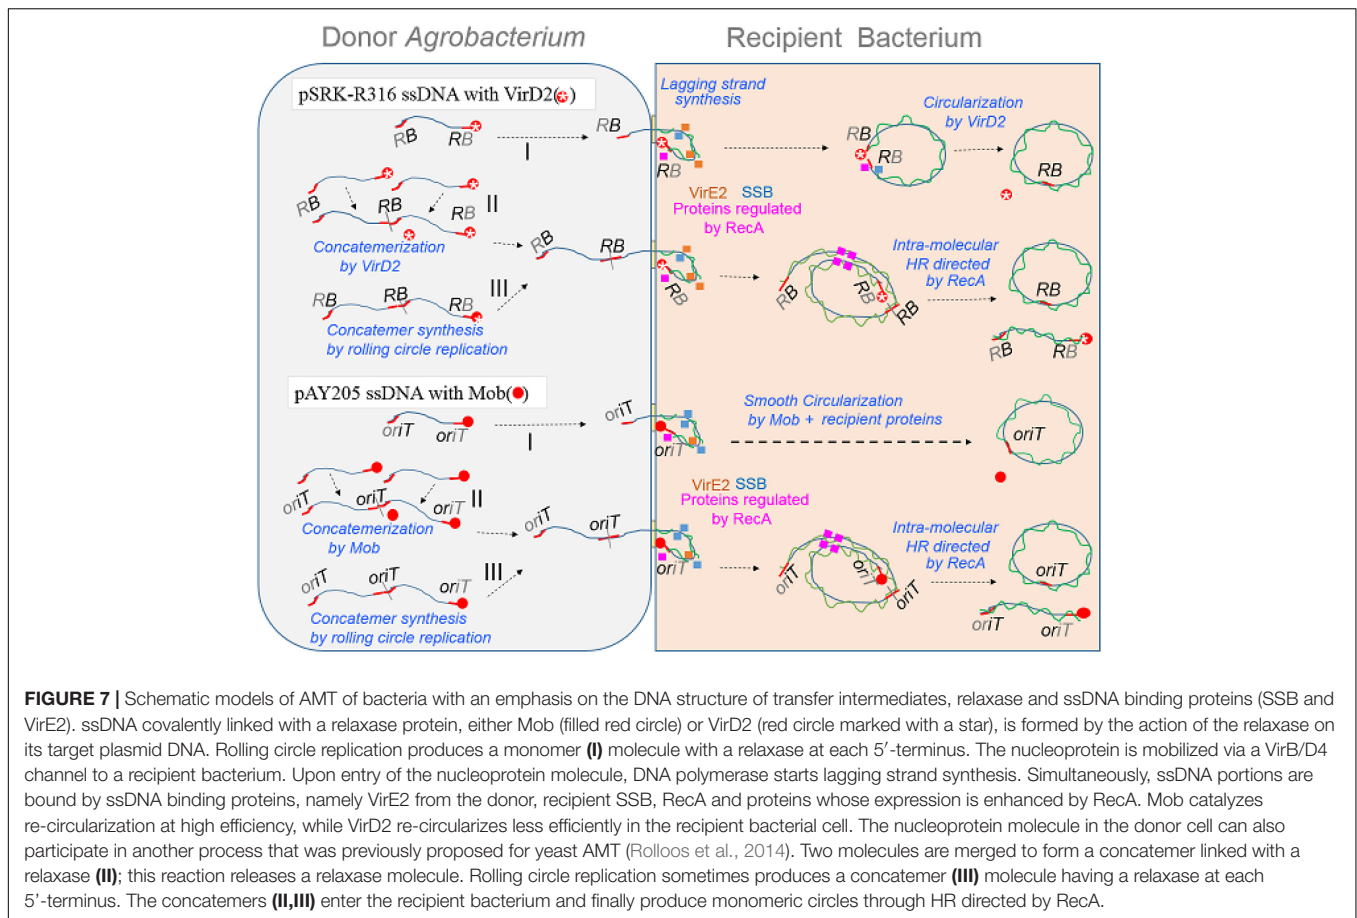 Donor Agrobacterium
Recipient Bacterium
pSRK-R316 ssDNA with VirD2( )
RB
RB
I
RB
Lagging strand
synthesis
RB
RB
RB
Circularization
by VirD2
RB
RB
RB
RB
II
Concatemerization
by VirD2
RB
RB
VirE2 SSB
Proteins regulated
by RecA
RB
RB
RB
RB
Intra-molecular
HR directed
by RecA
RB
RB
RB
RB
RB
RB
III
Concatemer synthesis
by rolling circle replication
pAY205 ssDNA with Mob( )
oriT
oriT
I
oriT
oriT
Smooth Circularization
by Mob + recipient proteins
oriT
oriT
oriT
oriT
II
Concatemerization
by Mob
oriT
oriT
VirE2 SSB
Proteins regulated
by RecA
oriT
oriT
oriT
oriT
Intra-molecular
HR directed
by RecA
oriT
oriT
oriT
oriT
oriT
oriT
III
Concatemer synthesis
by rolling circle replication
FIGURE 7 | Schematic models of AMT of bacteria with an emphasis on the DNA structure of transfer intermediates, relaxase and ssDNA binding proteins (SSB and
VirE2). ssDNA covalently linked with a relaxase protein, either Mob (filled red circle) or VirD2 (red circle marked with a star), is formed by the action of the relaxase on
its target plasmid DNA. Rolling circle replication produces a monomer (I) molecule with a relaxase at each 5′-terminus. The nucleoprotein is mobilized via a VirB/D4
channel to a recipient bacterium. Upon entry of the nucleoprotein molecule, DNA polymerase starts lagging strand synthesis. Simultaneously, ssDNA portions are
bound by ssDNA binding proteins, namely VirE2 from the donor, recipient SSB, RecA and proteins whose expression is enhanced by RecA. Mob catalyzes
re-circularization at high efficiency, while VirD2 re-circularizes less efficiently in the recipient bacterial cell. The nucleoprotein molecule in the donor cell can also
participate in another process that was previously proposed for yeast AMT (Rolloos et al., 2014). Two molecules are merged to form a concatemer linked with a
relaxase (II); this reaction releases a relaxase molecule. Rolling circle replication sometimes produces a concatemer (III) molecule having a relaxase at each
5’-terminus. The concatemers (II,III) enter the recipient bacterium and finally produce monomeric circles through HR directed by RecA.